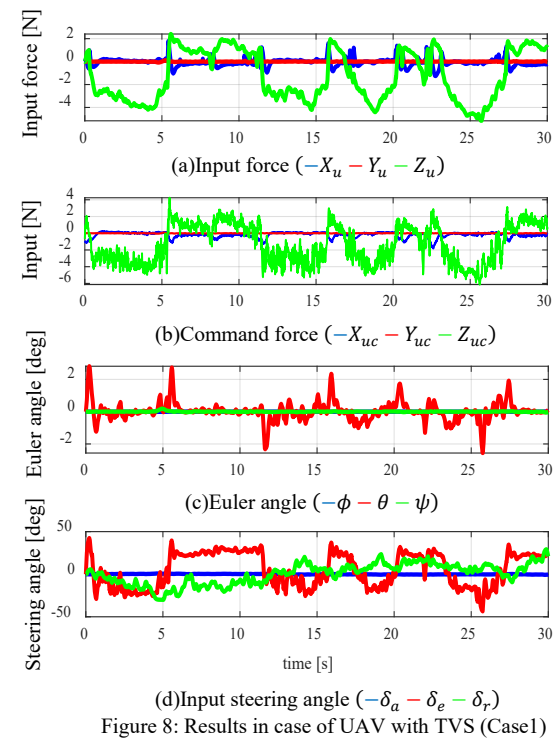 Input force [N]
2
0
-2
-4
0 5 10 15 20 25 30
(a)Input force (−X_u − Y_u − Z_u)
Input [N]
4
2
0
-2
-4
-6
0 5 10 15 20 25 30
(b)Command force (−X_uc − Y_uc − Z_uc)
Euler angle [deg]
2
0
-2
0 5 10 15 20 25 30
(c)Euler angle (−ϕ − θ − ψ)
Steering angle [deg]
50
0
-50
0 5 10 15 20 25 30
time [s]
(d)Input steering angle (−δ_a − δ_e − δ_r)
Figure 8: Results in case of UAV with TVS (Case1)